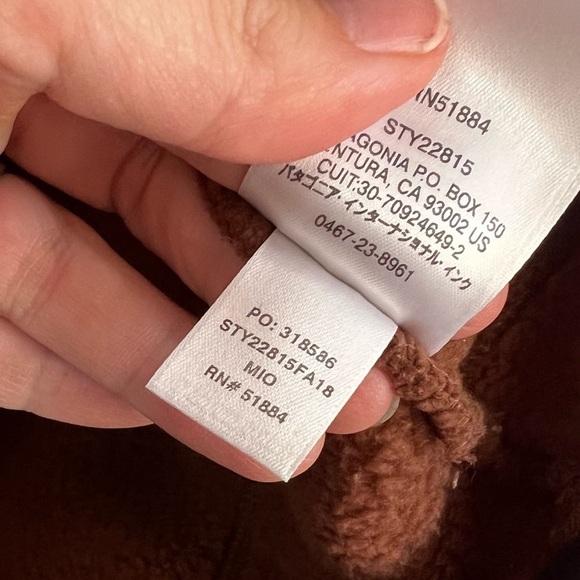 RN51884
STY22815
AGONIA P.O. BOX 150
ENTURA, CA 93002 US
CUIT:30-70924649-2
パタゴニア・インターナショナル・インク
0467-23-8961
PO: 318586
STY22815FA18
MIO
RN# 51884